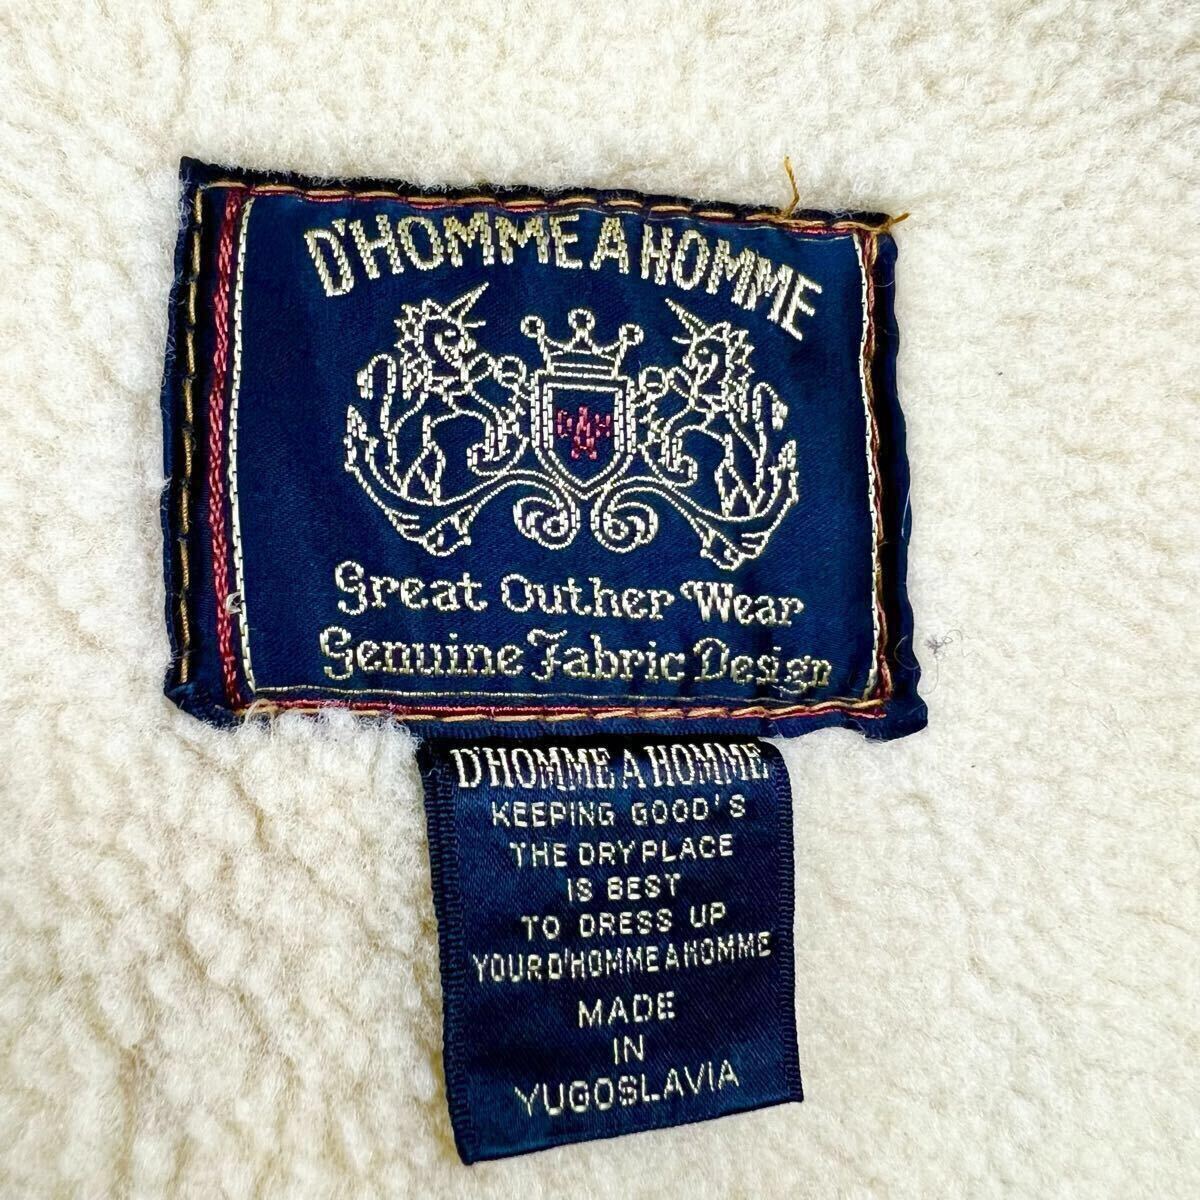 D'HOMME A HOMME
Great Outher Wear
Genuine Fabric Design
D'HOMME A HOMME
KEEPING GOOD'S
THE DRY PLACE
IS BEST
TO DRESS UP
YOUR D'HOMME A HOMME
MADE
IN
YUGOSLAVIA